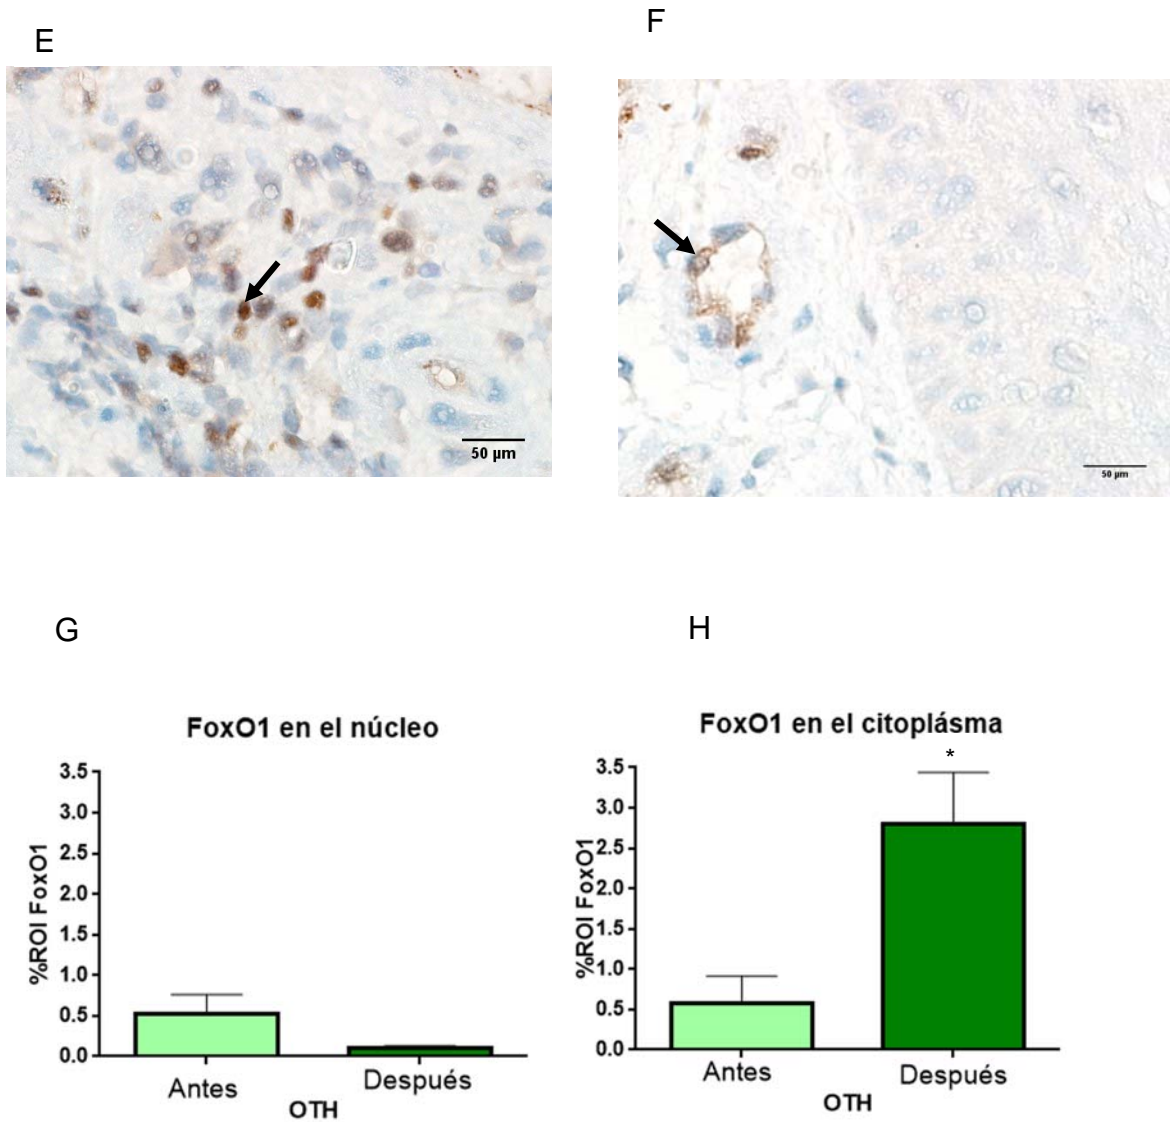 E
F
50 µm
50 µm
G
H
FoxO1 en el núcleo
3.5
3.0
2.5
2.0
1.5
1.0
0.5
0.0
%ROI FoxO1
Antes
Después
OTH
FoxO1 en el citoplásma
*
3.5
3.0
2.5
2.0
1.5
1.0
0.5
0.0
%ROI FoxO1
Antes
Después
OTH